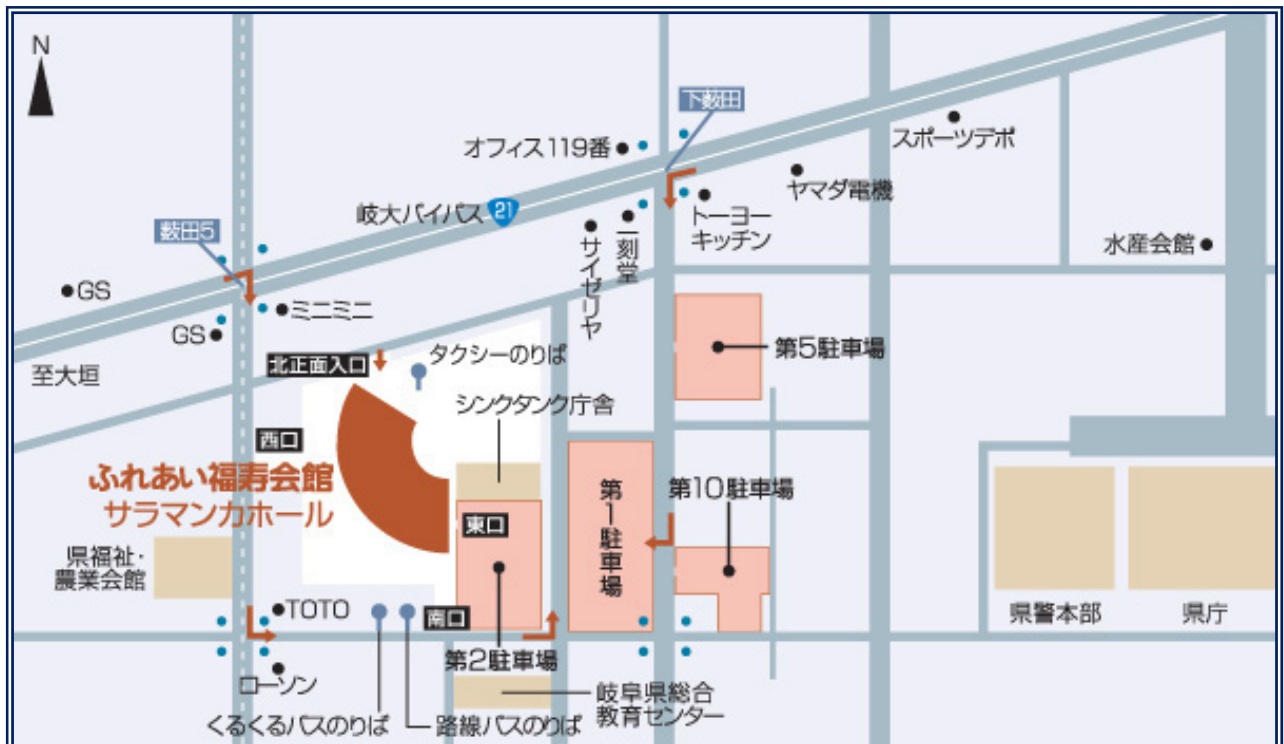 N
下藪田
スポーツデポ
オフィス119番
ヤマダ電機
岐大バイパス
21
トーヨー
キッチン
藪田5
一刻堂
サイゼリヤ
水産会館
GS
ミニミニ
GS
第5駐車場
至大垣
北正面入口
タクシーのりば
シンクタンク庁舎
西口
ふれあい福寿会館
サラマンカホール
第1駐車場
第10駐車場
東口
県福祉・
農業会館
TOTO
南口
県警本部
県庁
第2駐車場
ローソン
岐阜県総合
教育センター
くるくるバスのりば
路線バスのりば